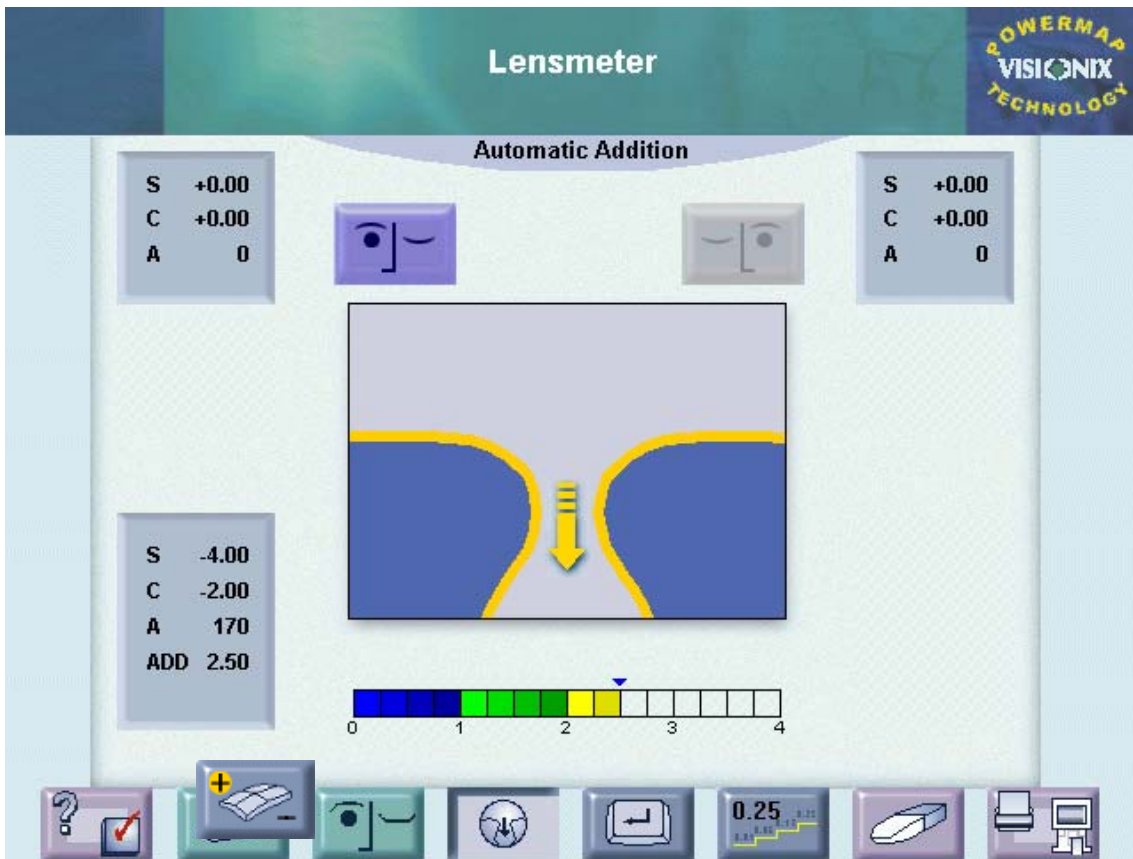 Lensmeter
POWERMAP
VISIONIX
TECHNOLOGY
Automatic Addition
S +0.00
C +0.00
A 0
S +0.00
C +0.00
A 0
S -4.00
C -2.00
A 170
ADD 2.50
0 1 2 3 4
?
0.25